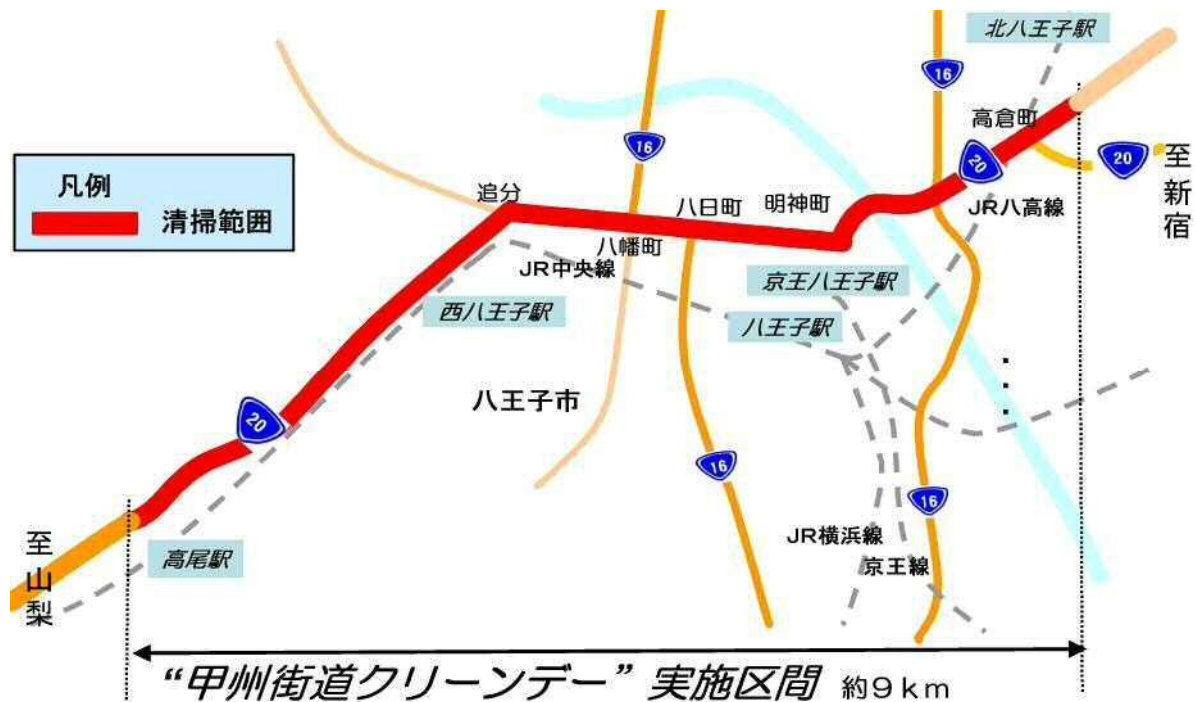 北八王子駅
16
高倉町
20
20
至新宿
16
凡例
清掃範囲
追分
八日町
明神町
JR八高線
八幡町
JR中央線
京王八王子駅
西八王子駅
八王子駅
八王子市
20
16
16
至山梨
高尾駅
JR横浜線
京王線
“甲州街道クリーンデー”実施区間 約9km